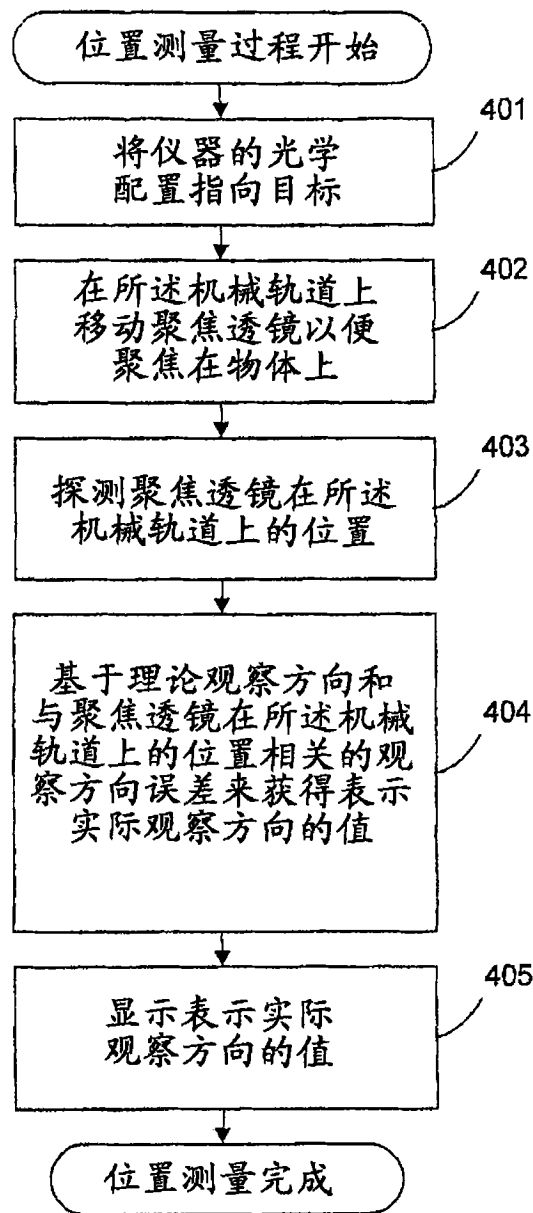 位置测量过程开始
401
将仪器的光学
配置指向目标
402
在所述机械轨道上
移动聚焦透镜以便
聚焦在物体上
403
探测聚焦透镜在所述
机械轨道上的位置
404
基于理论观察方向和
与聚焦透镜在所述机械
轨道上的位置相关的观
察方向误差来获得表示
实际观察方向的值
405
显示表示实际
观察方向的值
位置测量完成